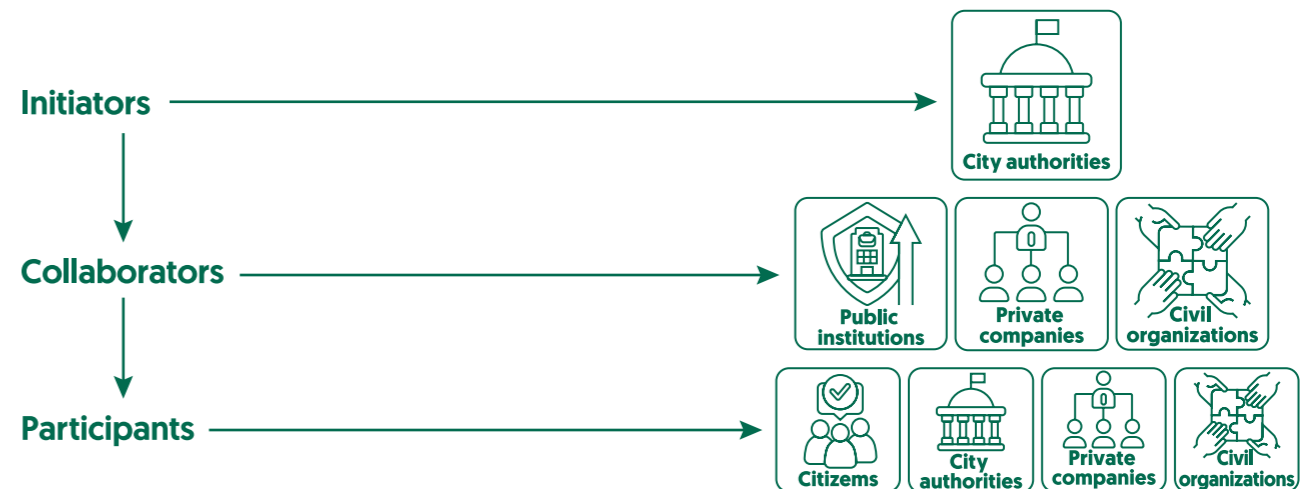 Initiators
City authorities
Collaborators
Public
institutions
Private
companies
Civil
organizations
Participants
Citizems
City
authorities
Private
companies
Civil
organizations